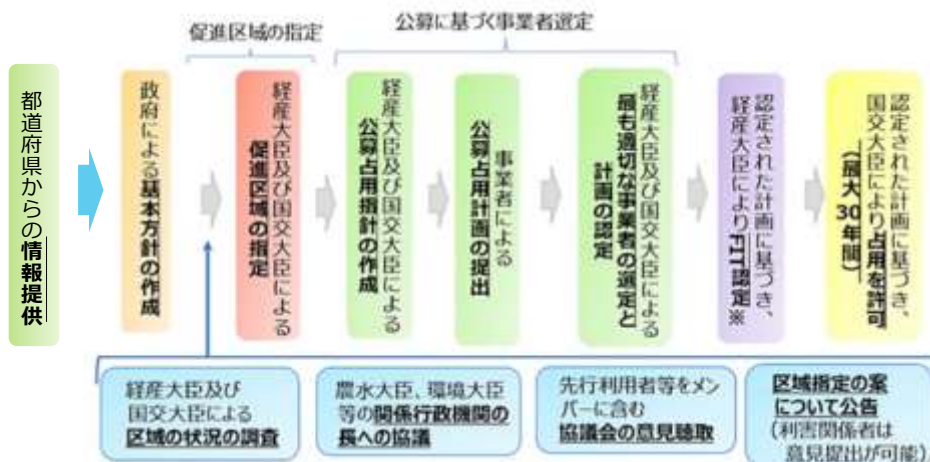 促進区域の指定
公募に基づく事業者選定
都道府県からの情報提供
政府による基本方針の作成
経産大臣及び国交大臣による
促進区域の指定
経産大臣及び国交大臣による
公募占用指針の作成
事業者による
公募占用計画の提出
経産大臣及び国交大臣による
最も適切な事業者の選定と
計画の認定
認定された計画に基づき、
経産大臣によりFIT認定※
認定された計画に基づき、
国交大臣により占用を許可
(最大30年間)
経産大臣及び
国交大臣による
区域の状況の調査
農水大臣、環境大臣
等の関係行政機関の
長への協議
先行利用者等をメン
バーに含む
協議会の意見聴取
区域指定の案
について公告
(利害関係者は
意見提出が可能)